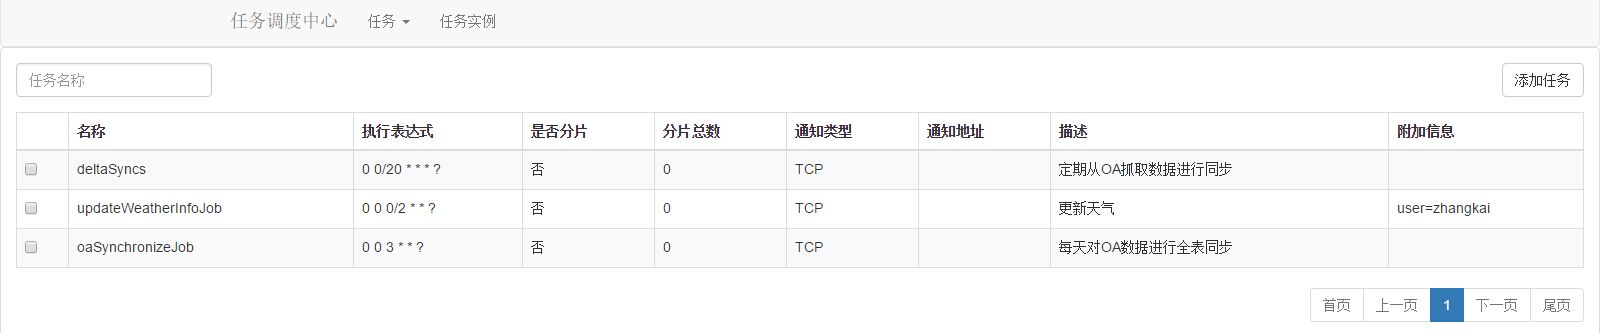 任务调度中心 任务 任务实例
任务名称 添加任务
名称 执行表达式 是否分片 分片总数 通知类型 通知地址 描述 附加信息
deltaSyncs 0 0/20 * * * ? 否 0 TCP 定期从OA抓取数据进行同步
updateWeatherInfoJob 0 0 0/2 * * ? 否 0 TCP 更新天气 user=zhangkai
oaSynchronizeJob 0 0 3 * * ? 否 0 TCP 每天对OA数据进行全表同步
首页 上一页 1 下一页 尾页